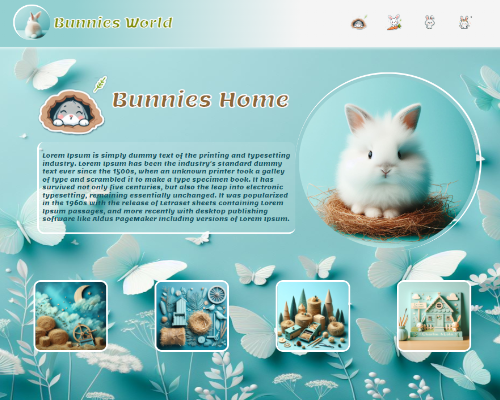 Bunnies World
Bunnies Home
Lorem Ipsum is simply dummy text of the printing and typesetting
industry. Lorem Ipsum has been the industry's standard dummy
text ever since the 1500s, when an unknown printer took a galley
of type and scrambled it to make a type specimen book. It has
survived not only five centuries, but also the leap into electronic
typesetting, remaining essentially unchanged. It was popularized
in the 1960s with the release of Letraset sheets containing Lorem
Ipsum passages, and more recently with desktop publishing
software like Aldus PageMaker including versions of Lorem Ipsum.